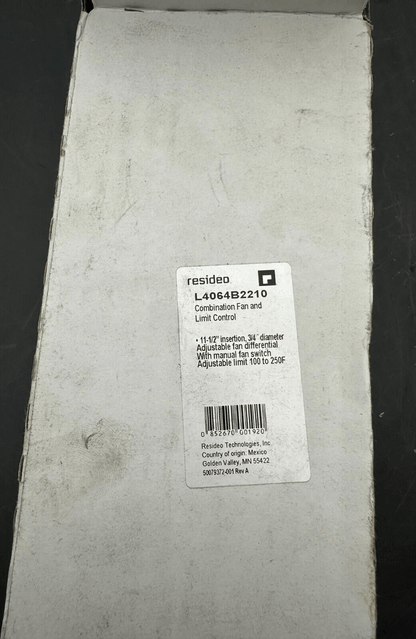 resideo
L4064B2210
Combination Fan and
Limit Control
• 11-1/2" insertion, 3/4" diameter
Adjustable fan differential
With manual fan switch
Adjustable limit 100 to 250F
0 852670 001920
Resideo Technologies, Inc
Country of origin: Mexico
Golden Valley, MN 55422
50079372-001 Rev A